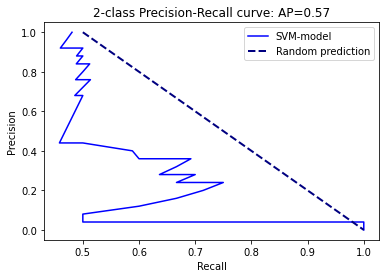 2-class Precision-Recall curve: AP=0.57
SVM-model
Random prediction
Precision
1.0
0.8
0.6
0.4
0.2
0.0
0.5
0.6
0.7
0.8
0.9
1.0
Recall